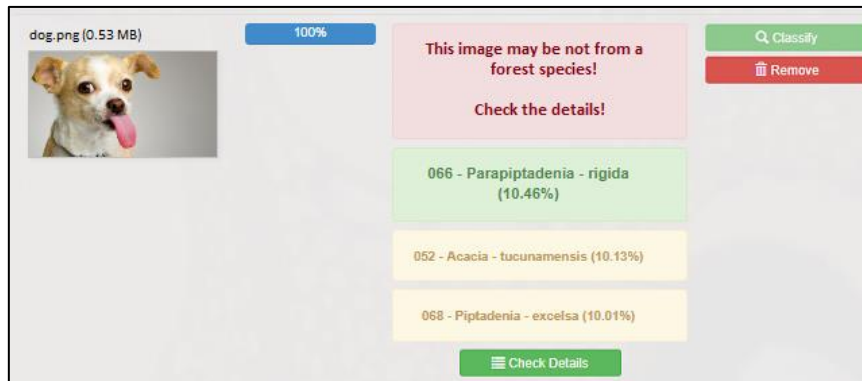 dog.png (0.53 MB)
100%
This image may be not from a
forest species!
Check the details!
066 - Parapiptadenia - rigida
(10.46%)
052 - Acacia - tucunamensis (10.13%)
068 - Piptadenia - excelsa (10.01%)
Check Details
Classify
Remove